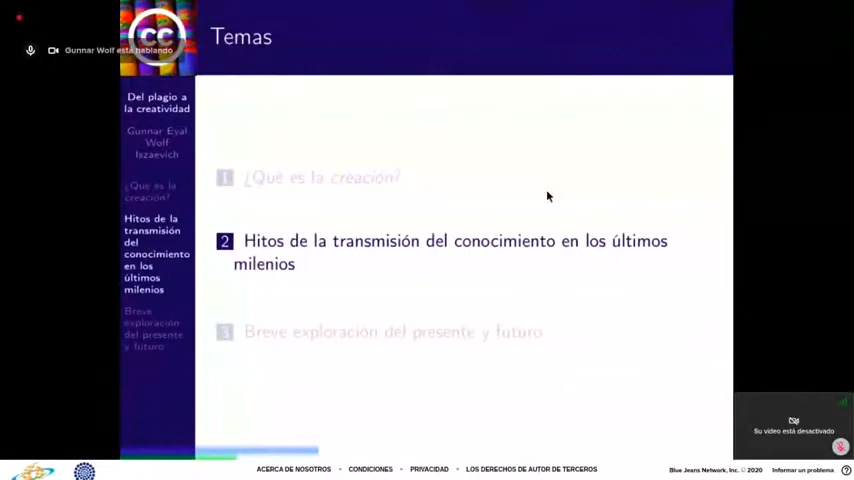 Temas
Gunnar Wolf está hablando
Del plagio a
la creatividad
Gunnar Eyal
Wolf
Iszaevich
¿Qué es la
creación?
Hitos de la
transmisión
del
conocimiento
en los
últimos
milenios
Breve
exploración
del presente
y futuro
1 ¿Qué es la creación?
2 Hitos de la transmisión del conocimiento en los últimos
milenios
3 Breve exploración del presente y futuro
Su video está desactivado
ACERCA DE NOSOTROS - CONDICIONES - PRIVACIDAD - LOS DERECHOS DE AUTOR DE TERCEROS
Blue Jeans Network, Inc. © 2020 Informar un problema